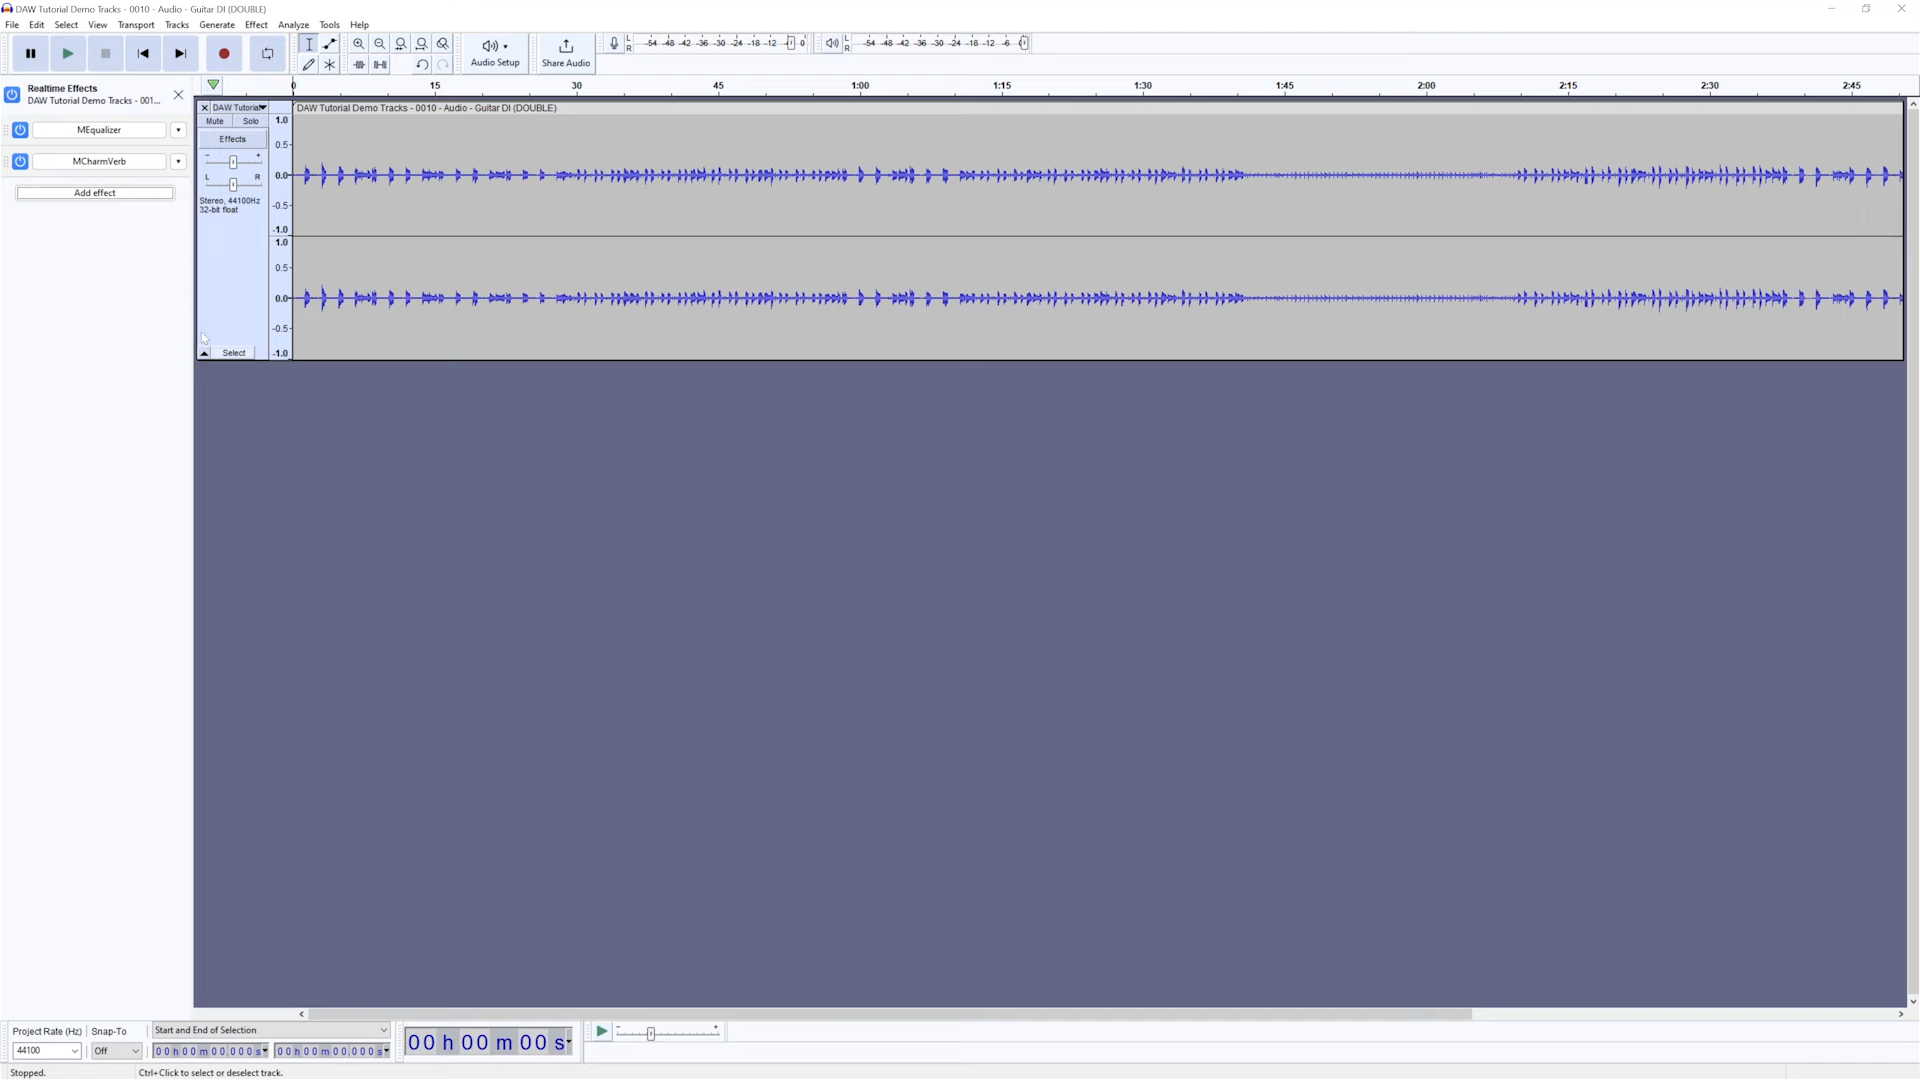 DAW Tutorial Demo Tracks - 0010 - Audio - Guitar DI (DOUBLE)
File Edit Select View Transport Tracks Generate Effect Analyze Tools Help
Audio Setup
Share Audio
L
R
-54 -48 -42 -36 -30 -24 -18 -12 0
L
R
-54 -48 -42 -36 -30 -24 -18 -12 -6
Realtime Effects
DAW Tutorial Demo Tracks - 001...
MEqualizer
MCharmVerb
Add effect
0 15 30 45 1:00 1:15 1:30 1:45 2:00 2:15 2:30 2:45
DAW Tutorial
DAW Tutorial Demo Tracks - 0010 - Audio - Guitar DI (DOUBLE)
Mute Solo
Effects
- +
L R
Stereo, 44100Hz
32-bit float
Select
1.0
0.5
0.0
-0.5
-1.0
1.0
0.5
0.0
-0.5
-1.0
Project Rate (Hz) Snap-To
Start and End of Selection
44100
Off
00 h 00 m 00.000 s
00 h 00 m 00.000 s
00 h 00 m 00 s
- +
Stopped.
Ctrl+Click to select or deselect track.